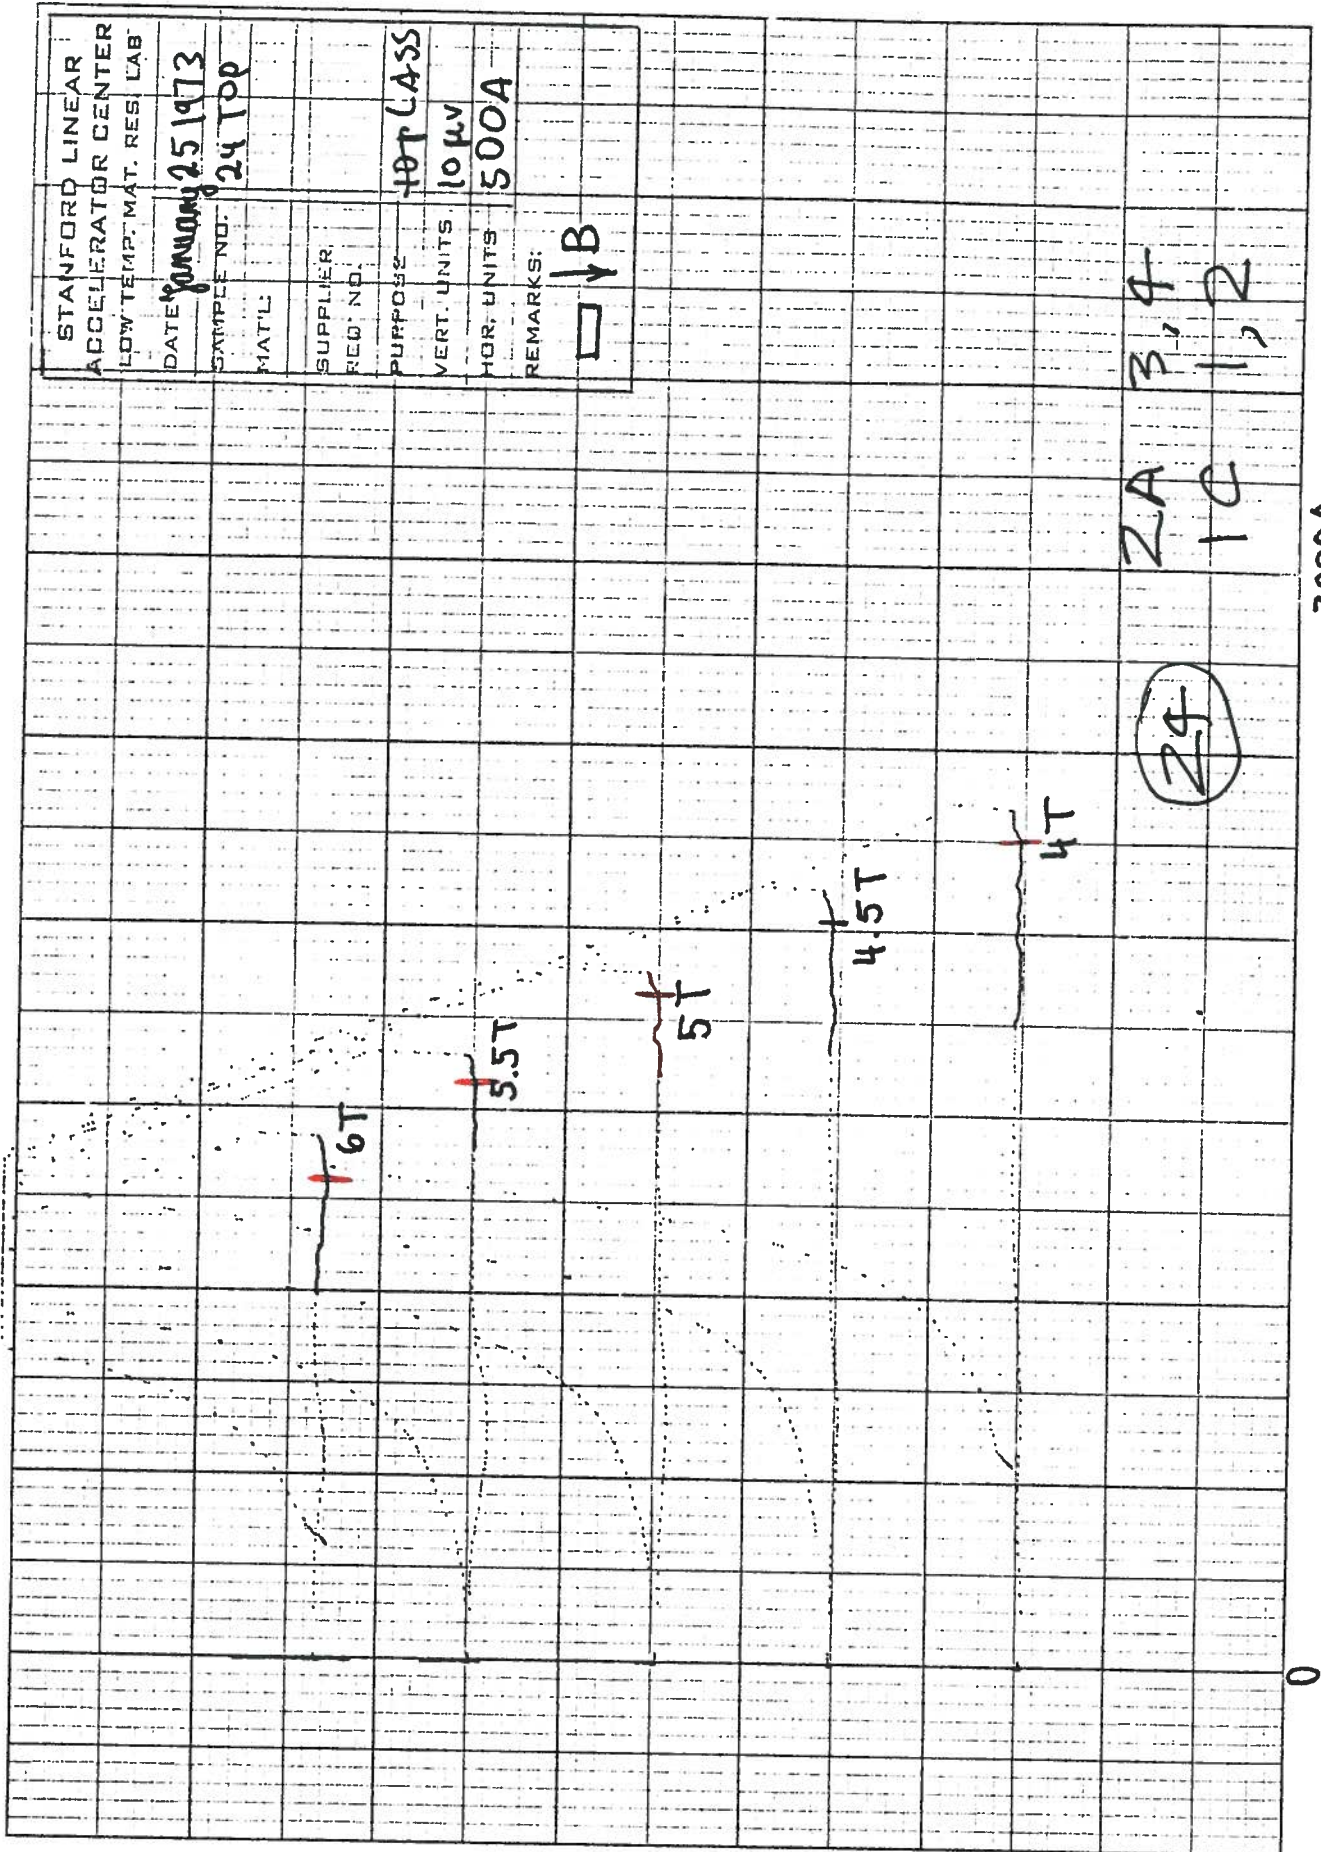 STANFORD LINEAR
ACCELERATOR CENTER
LOW TEMP. MAT. RES. LAB
DATE January 25 1973
SAMPLE NO. 24 TOP
MAT'L
SUPPLIER
REQ' NO.
PURPOSE LASS
VERT. UNITS 10 μV
HOR. UNITS 500A
REMARKS:
B
6T
5.5T
5T
4.5T
4T
24
2A 3,4
1C 1,2
0